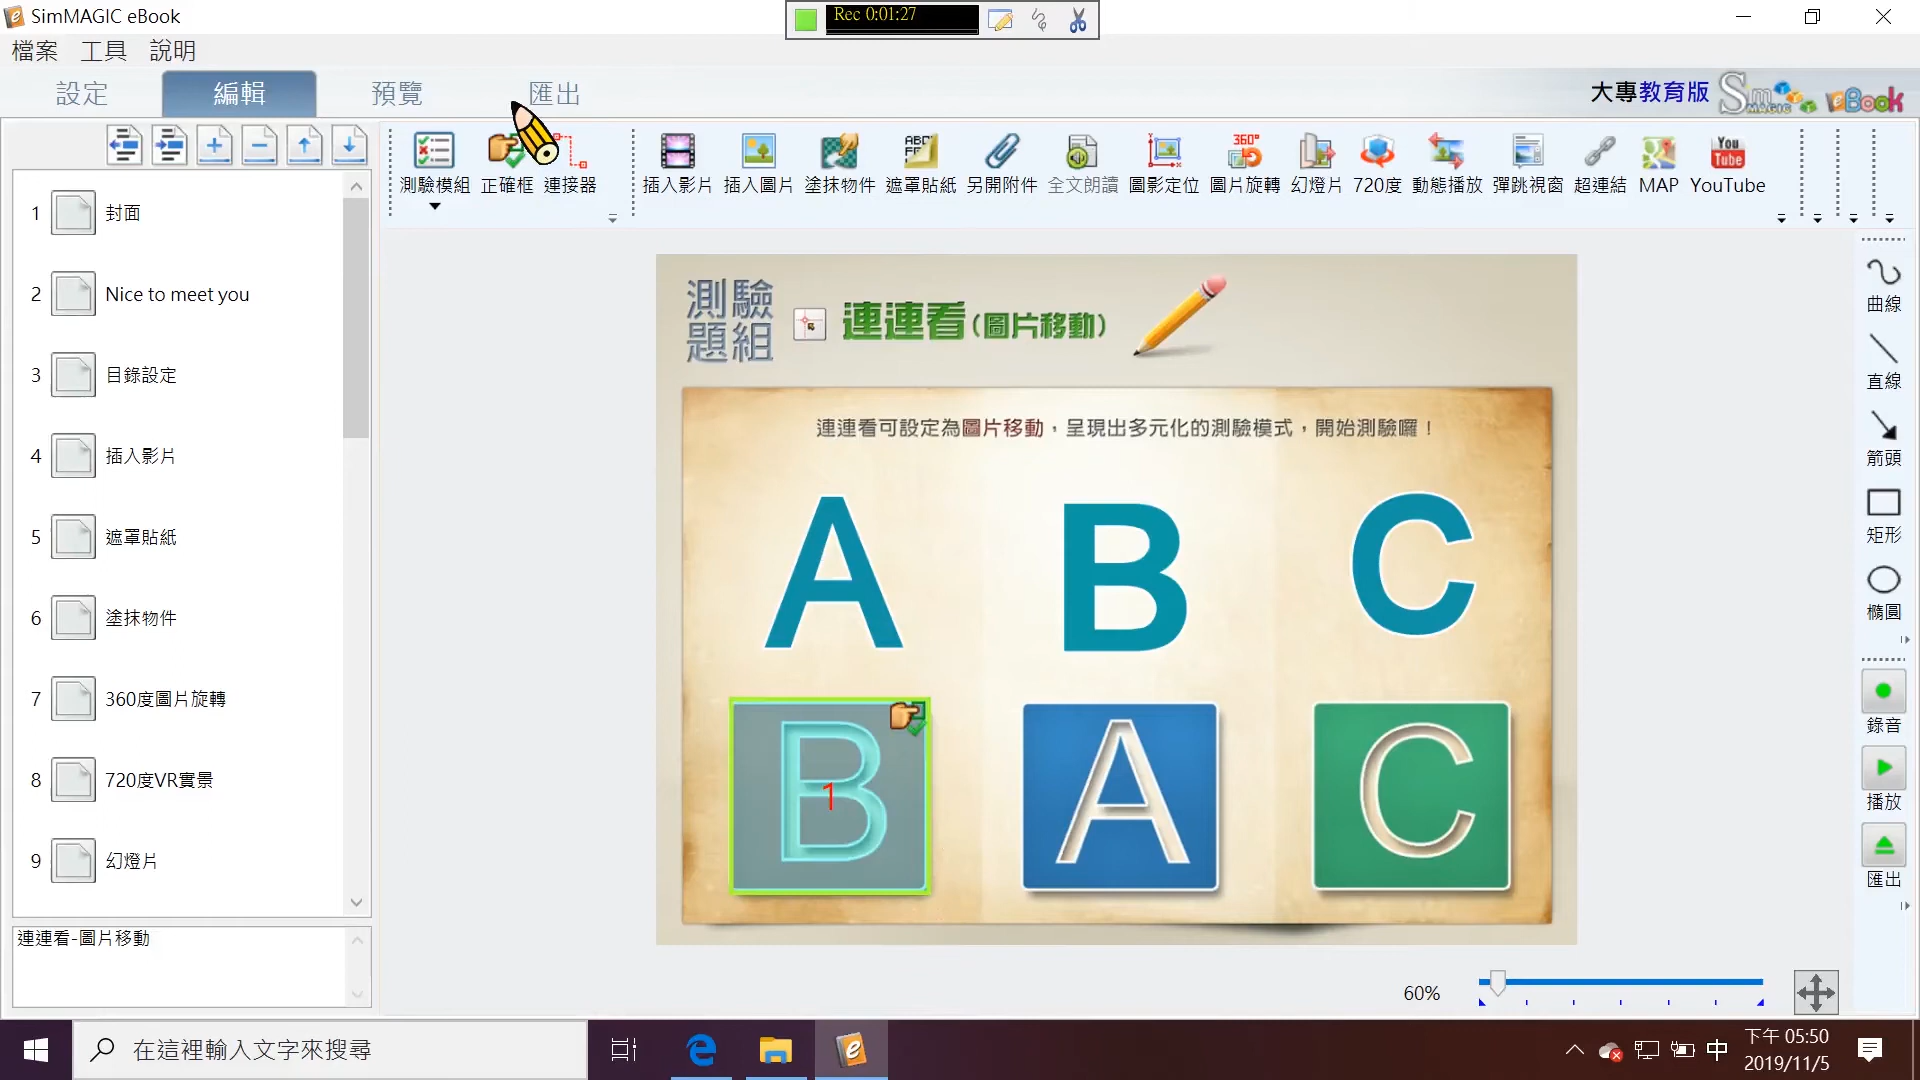 SimMAGIC eBook
Rec 0:01:27
檔案 工具 說明
設定 編輯 預覽 匯出
大專教育版 SimMAGIC eBook
測驗模組 正確框 連接器 插入影片 插入圖片 塗抹物件 遮罩貼紙 另開附件 全文朗讀 圖影定位 圖片旋轉 幻燈片 720度 動態播放 彈跳視窗 超連結 MAP YouTube
1 封面
2 Nice to meet you
3 目錄設定
4 插入影片
5 遮罩貼紙
6 塗抹物件
7 360度圖片旋轉
8 720度VR實景
9 幻燈片
連連看-圖片移動
測驗
題組
連連看(圖片移動)
連連看可設定為圖片移動，呈現出多元化的測驗模式，開始測驗囉！
A B C
B A C
1
60%
曲線
直線
箭頭
矩形
橢圓
錄音
播放
匯出
在這裡輸入文字來搜尋
中
下午 05:50
2019/11/5